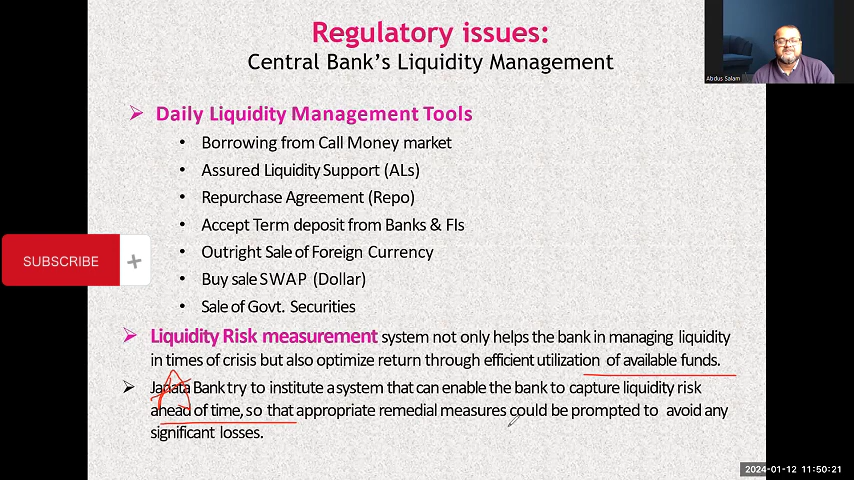 Regulatory issues:
Central Bank's Liquidity Management
Abdus Salam
Daily Liquidity Management Tools
Borrowing from Call Money market
Assured Liquidity Support (ALs)
Repurchase Agreement (Repo)
Accept Term deposit from Banks & FIs
Outright Sale of Foreign Currency
Buy sale SWAP (Dollar)
Sale of Govt. Securities
SUBSCRIBE +
Liquidity Risk measurement system not only helps the bank in managing liquidity
in times of crisis but also optimize return through efficient utilization of available funds.
Janata Bank try to institute a system that can enable the bank to capture liquidity risk
ahead of time, so that appropriate remedial measures could be prompted to avoid any
significant losses.
2024-01-12 11:50:21